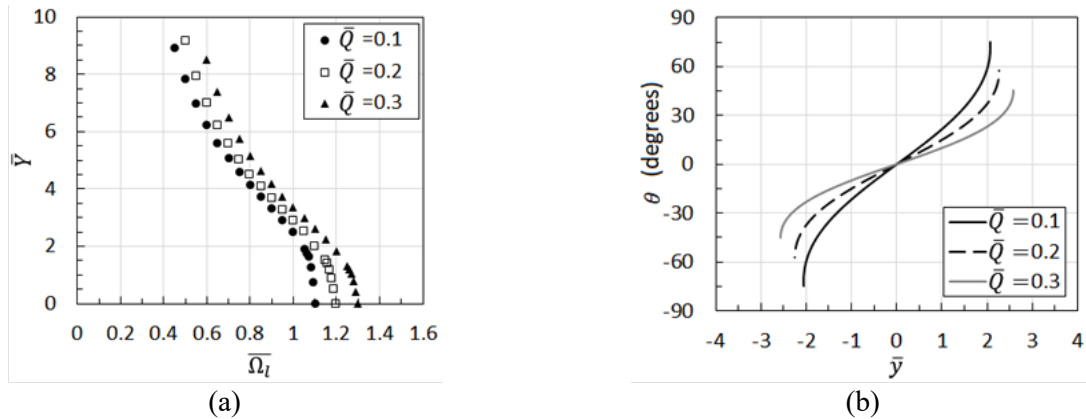 (a)
10
8
6
4
2
0
Y̅
0 0.2 0.4 0.6 0.8 1 1.2 1.4 1.6
Ω̅_l̅
Q̅ =0.1
Q̅ =0.2
Q̅ =0.3
(a)
(b)
90
60
30
0
-30
-60
-90
θ (degrees)
-4 -3 -2 -1 0 1 2 3 4
y̅
Q̅ =0.1
Q̅ =0.2
Q̅ =0.3
(b)